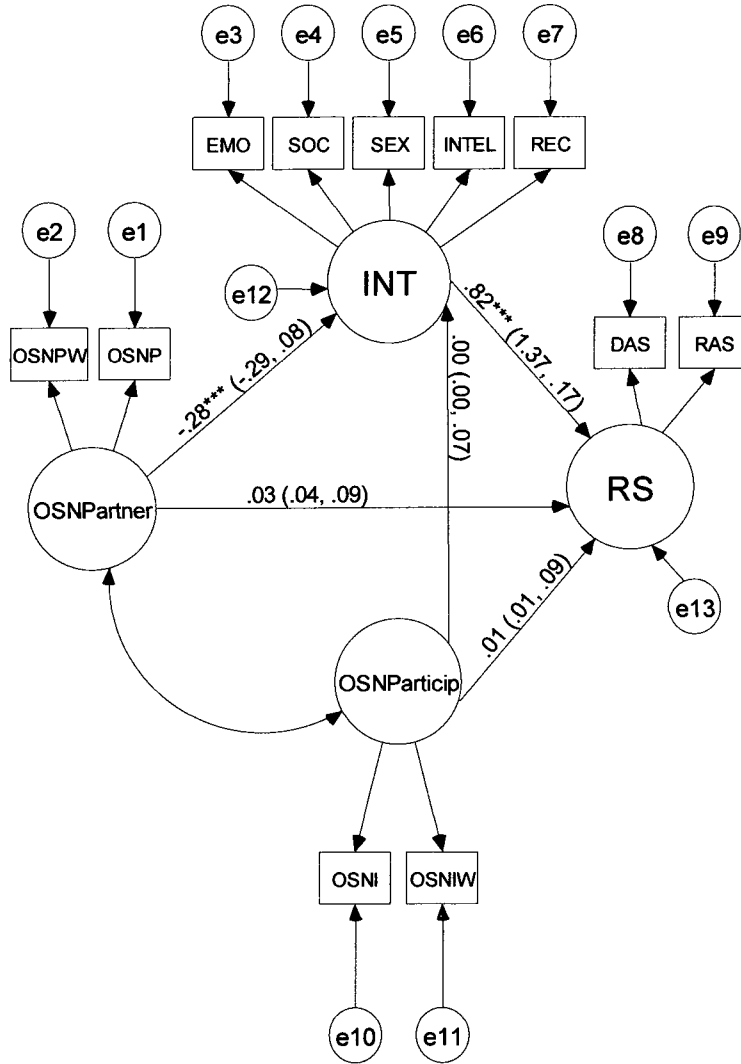 e3
e4
e5
e6
e7
EMO
SOC
SEX
INTEL
REC
e2
e1
e8
e9
INT
e12
OSNPW
OSNP
DAS
RAS
-.28*** (-.29, .08)
.00 (.00, .07)
.82*** (1.37, .17)
OSNPartner
.03 (.04, .09)
RS
e13
.01 (.01, .09)
OSNParticip
OSNI
OSNIW
e10
e11